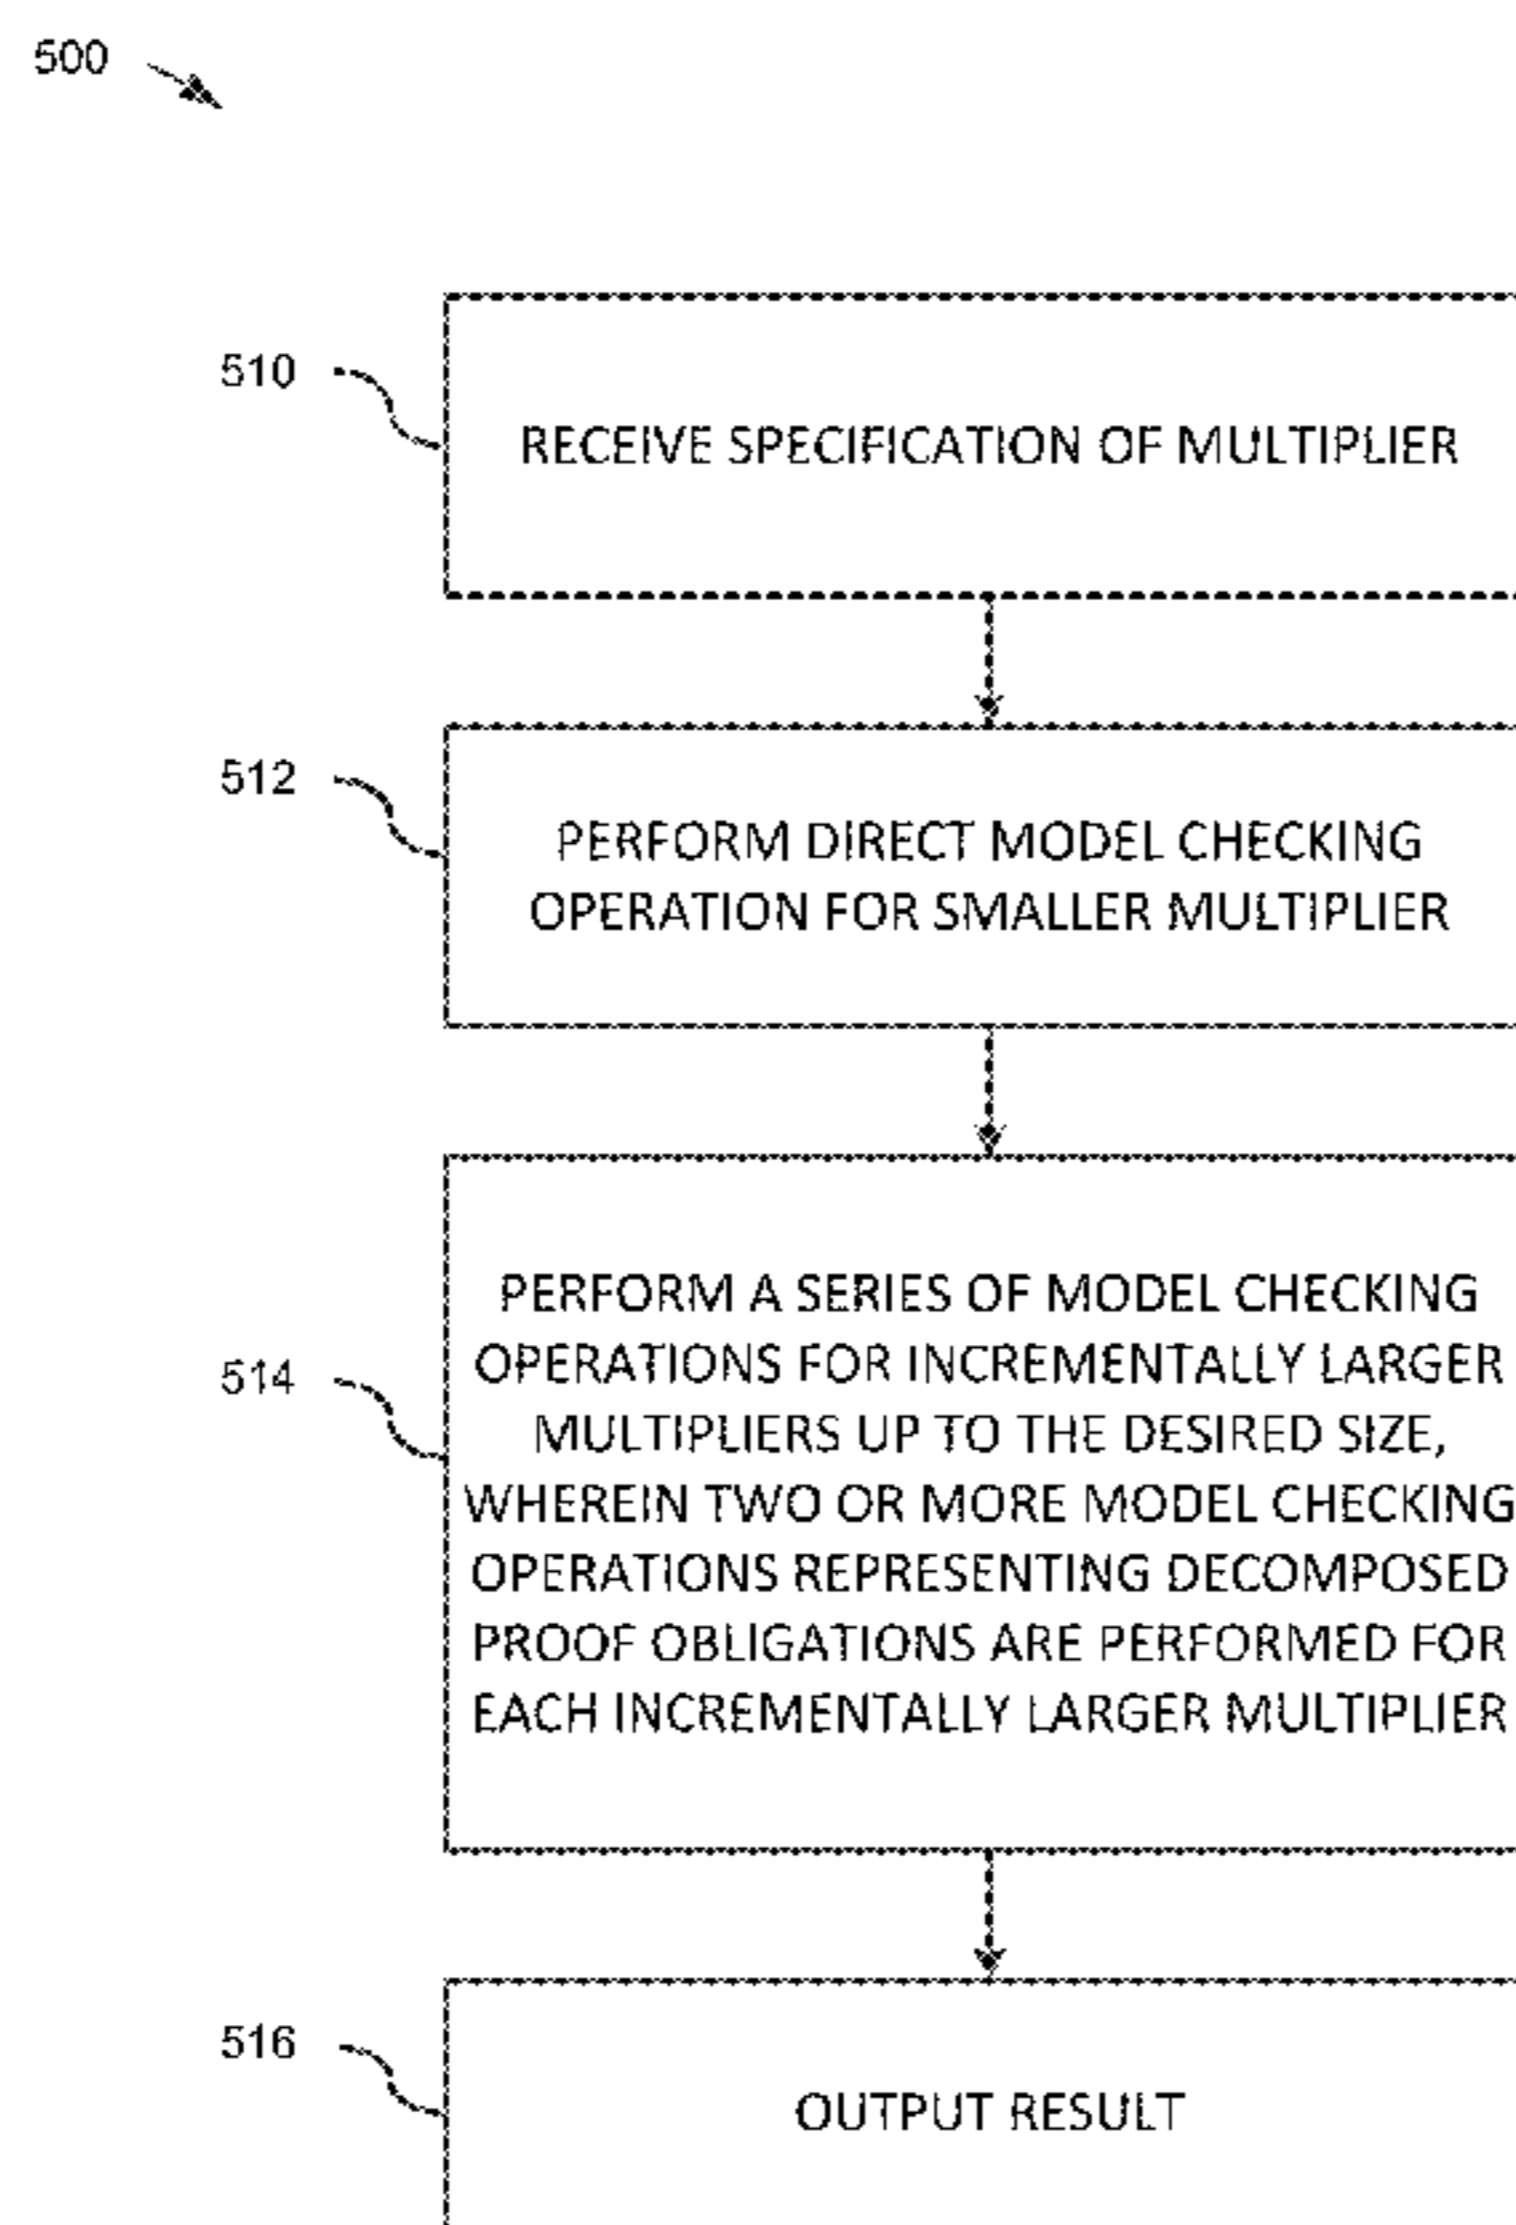 500
510
RECEIVE SPECIFICATION OF MULTIPLIER
512
PERFORM DIRECT MODEL CHECKING
OPERATION FOR SMALLER MULTIPLIER
514
PERFORM A SERIES OF MODEL CHECKING
OPERATIONS FOR INCREMENTALLY LARGER
MULTIPLIERS UP TO THE DESIRED SIZE,
WHEREIN TWO OR MORE MODEL CHECKING
OPERATIONS REPRESENTING DECOMPOSED
PROOF OBLIGATIONS ARE PERFORMED FOR
EACH INCREMENTALLY LARGER MULTIPLIER
516
OUTPUT RESULT